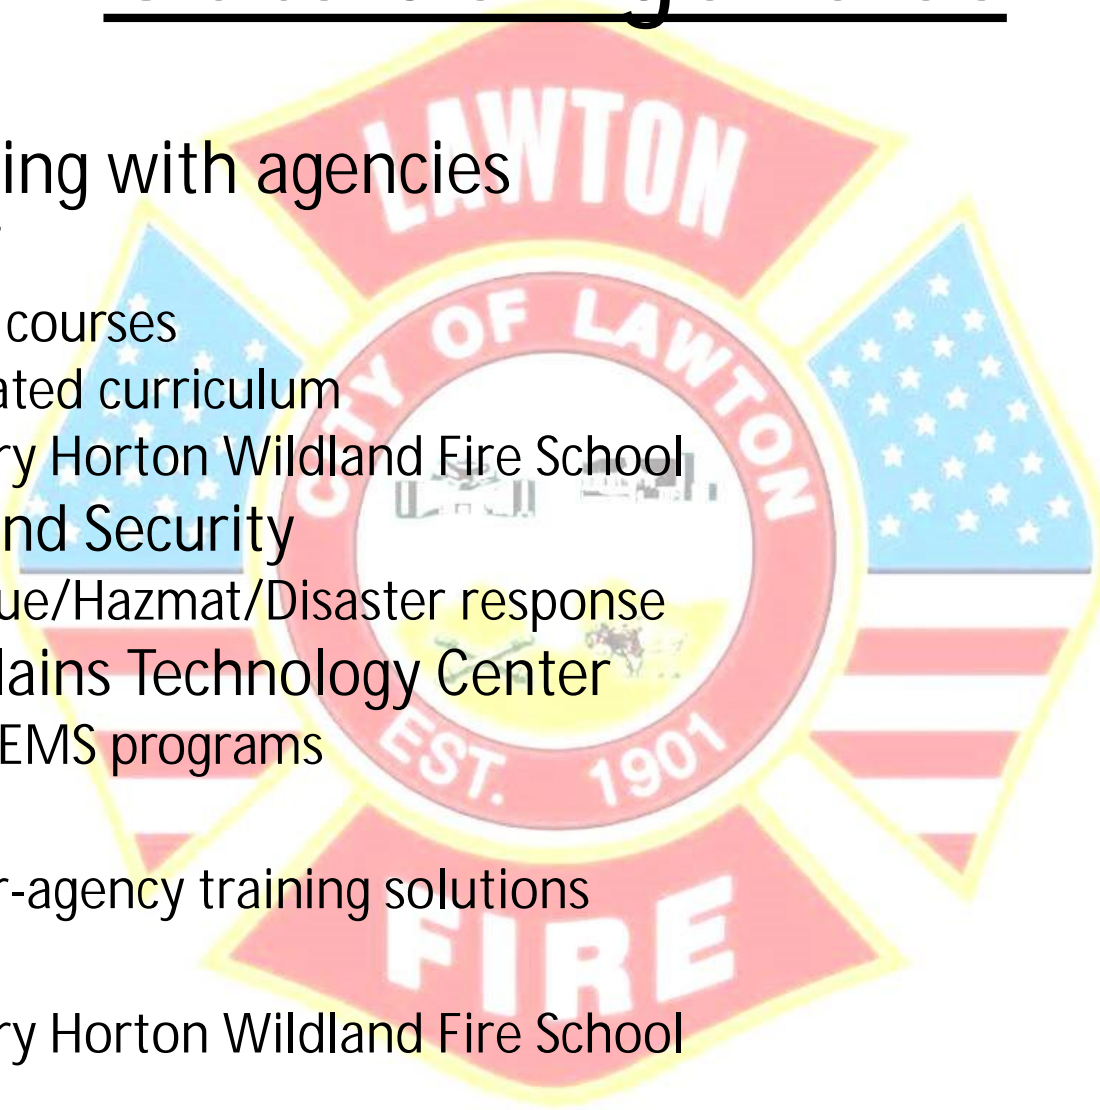 LAWTON
ing with agencies
courses
ated curriculum
ry Horton Wildland Fire School
nd Security
ue/Hazmat/Disaster response
lains Technology Center
EMS programs
r-agency training solutions
ry Horton Wildland Fire School
CITY OF LAWTON
EST. 1901
FIRE